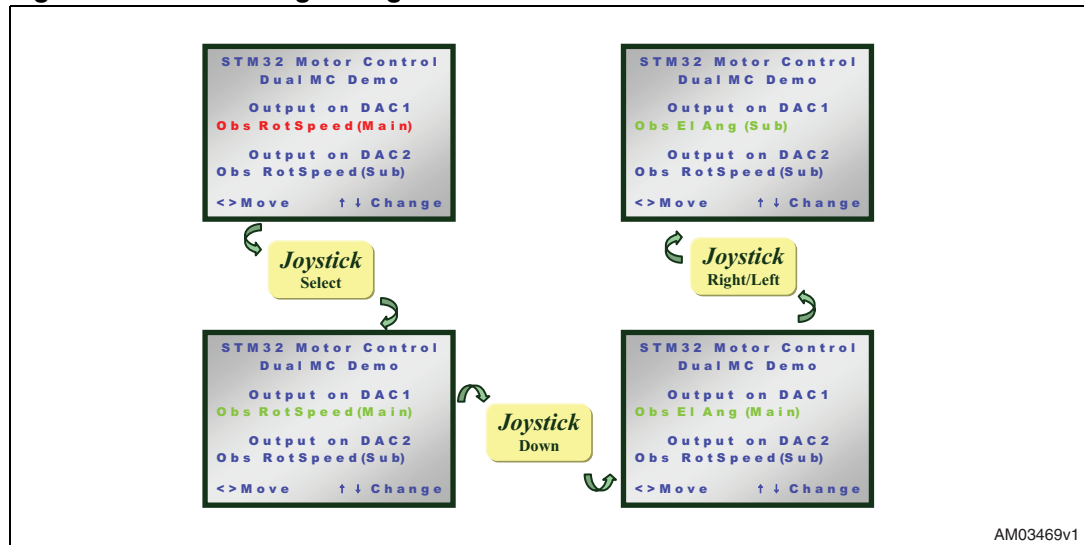 STM32 Motor Control
Dual MC Demo
Output on DAC1
Obs RotSpeed(Main)
Output on DAC2
Obs RotSpeed(Sub)
<>Move ↑↓Change
Joystick
Select
STM32 Motor Control
Dual MC Demo
Output on DAC1
Obs RotSpeed(Main)
Output on DAC2
Obs RotSpeed(Sub)
<>Move ↑↓Change
Joystick
Down
STM32 Motor Control
Dual MC Demo
Output on DAC1
Obs El Ang (Main)
Output on DAC2
Obs RotSpeed(Sub)
<>Move ↑↓Change
Joystick
Right/Left
STM32 Motor Control
Dual MC Demo
Output on DAC1
Obs El Ang (Sub)
Output on DAC2
Obs RotSpeed(Sub)
<>Move ↑↓Change
AM03469v1